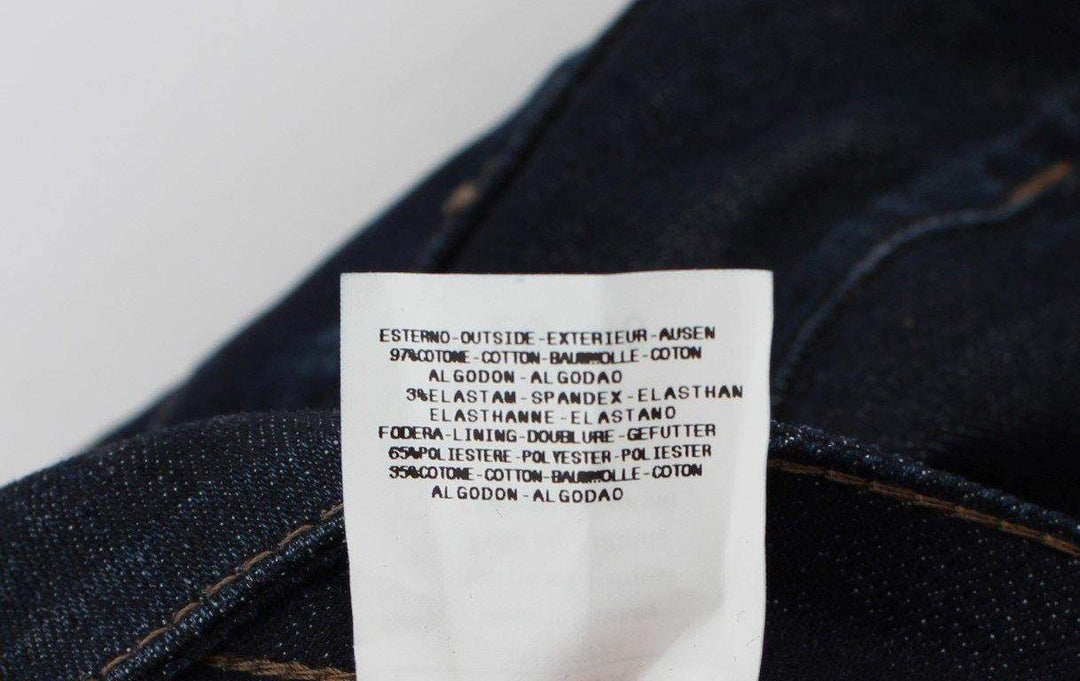 ESTERNO-OUTSIDE-EXTERIEUR-AUSEN
97%COTONE-COTTON-BAUMWOLLE-COTON
ALGODON-ALGODAO
3%ELASTAM-SPANDEX-ELASTHAN
ELASTHANNE-ELASTANO
FODERA-LINING-DOUBLURE-GEFUTTER
65%POLIESTERE-POLYESTER-POLIESTER
35%COTONE-COTTON-BAUMWOLLE-COTON
ALGODON-ALGODAO